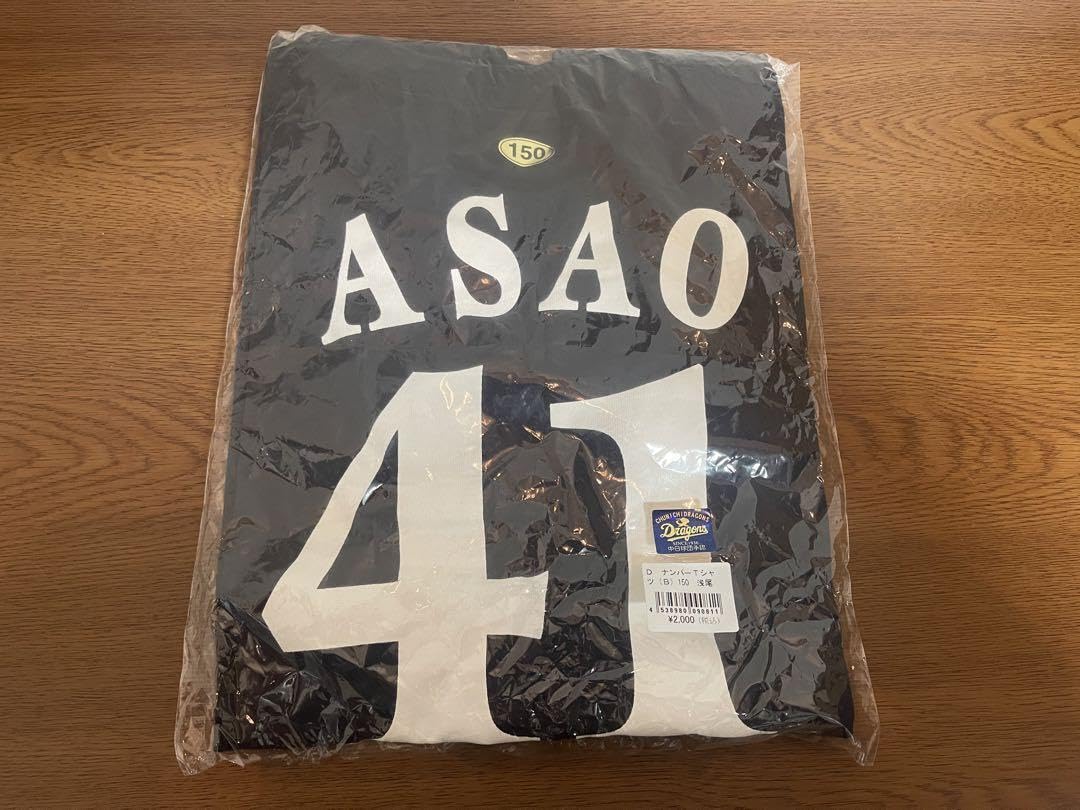 150
ASAO
41
CHUNICHI DRAGONS
Dragons
SINCE 1936
中日球団承認
D ナンバーTシャ
ツ(B) 150 浅尾
4 538980 090811
¥2,000(税込)